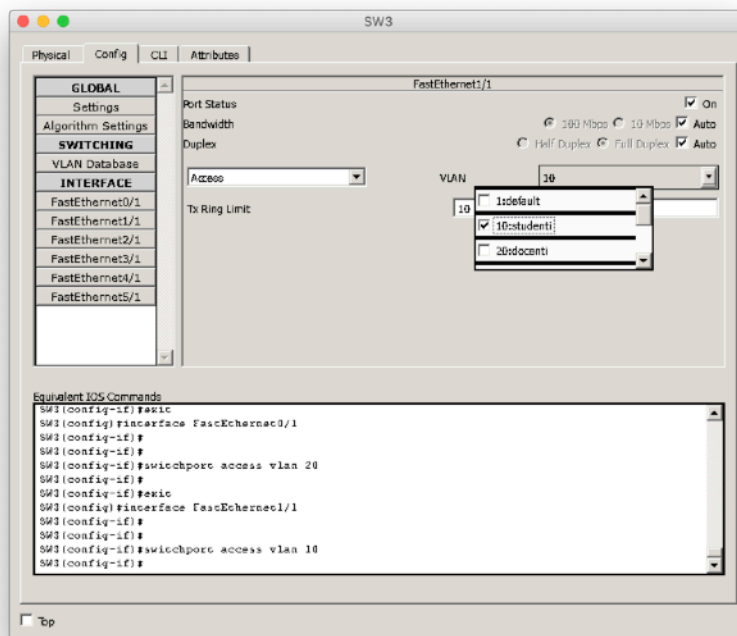 SW3
Physical Config CLI Attributes
GLOBAL
Settings
Algorithm Settings
SWITCHING
VLAN Database
INTERFACE
FastEthernet0/1
FastEthernet1/1
FastEthernet2/1
FastEthernet3/1
FastEthernet4/1
FastEthernet5/1
FastEthernet1/1
Port Status On
Bandwidth 100 Mbps 10 Mbps Auto
Duplex Half Duplex Full Duplex Auto
Access VLAN 10
Tx Ring Limit 10
1:default
10:studenti
20:docenti
Equivalent IOS Commands
SW3(config-if)#exit
SW3(config)#interface FastEthernet0/1
SW3(config-if)#
SW3(config-if)#
SW3(config-if)#switchport access vlan 20
SW3(config-if)#
SW3(config-if)#exit
SW3(config)#interface FastEthernet1/1
SW3(config-if)#
SW3(config-if)#
SW3(config-if)#switchport access vlan 10
SW3(config-if)#
Top